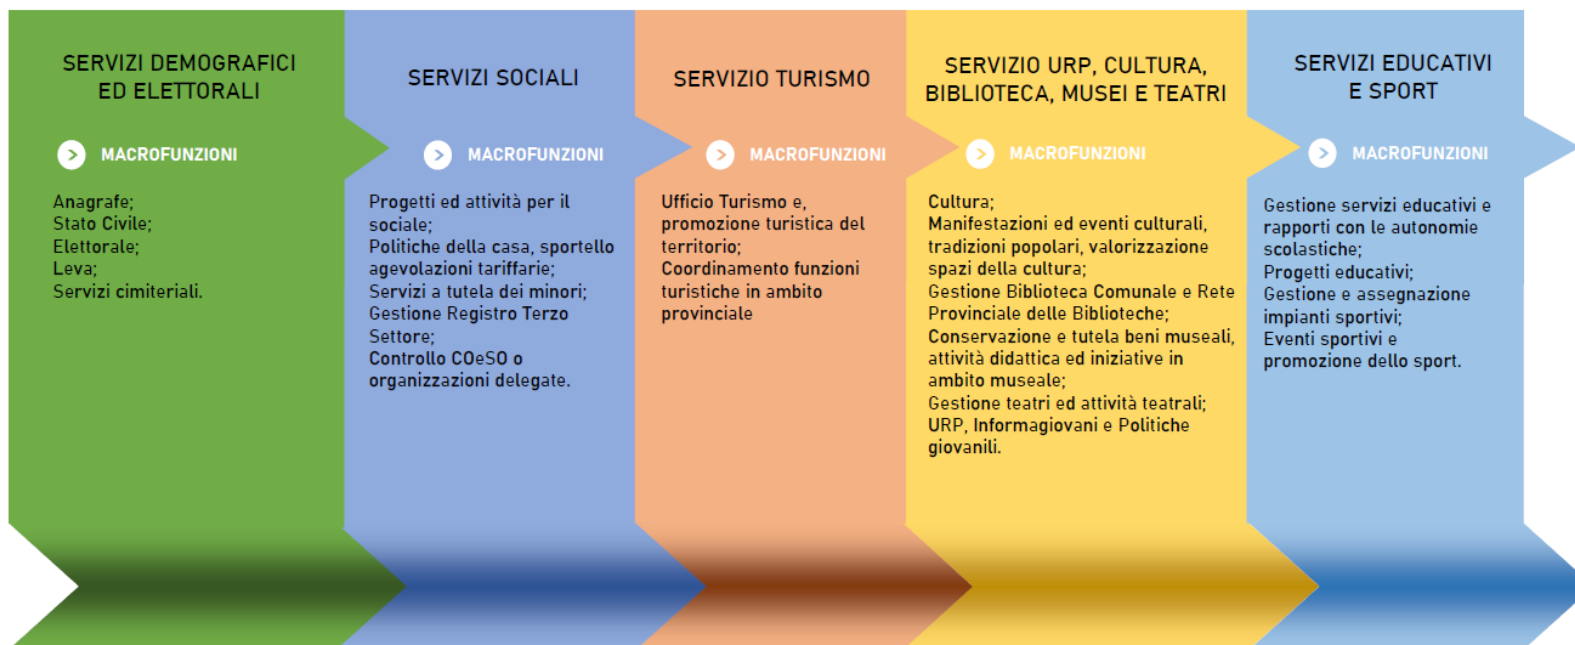 SERVIZI DEMOGRAFICI
ED ELETTORALI
MACROFUNZIONI
Anagrafe;
Stato Civile;
Elettorale;
Leva;
Servizi cimiteriali.
SERVIZI SOCIALI
MACROFUNZIONI
Progetti ed attività per il
sociale;
Politiche della casa, sportello
agevolazioni tariffarie;
Servizi a tutela dei minori;
Gestione Registro Terzo
Settore;
Controllo COeSO o
organizzazioni delegate.
SERVIZIO TURISMO
MACROFUNZIONI
Ufficio Turismo e,
promozione turistica del
territorio;
Coordinamento funzioni
turistiche in ambito
provinciale
SERVIZIO URP, CULTURA,
BIBLIOTECA, MUSEI E TEATRI
MACROFUNZIONI
Cultura;
Manifestazioni ed eventi culturali,
tradizioni popolari, valorizzazione
spazi della cultura;
Gestione Biblioteca Comunale e Rete
Provinciale delle Biblioteche;
Conservazione e tutela beni museali,
attività didattica ed iniziative in
ambito museale;
Gestione teatri ed attività teatrali;
URP, Informagiovani e Politiche
giovanili.
SERVIZI EDUCATIVI
E SPORT
MACROFUNZIONI
Gestione servizi educativi e
rapporti con le autonomie
scolastiche;
Progetti educativi;
Gestione e assegnazione
impianti sportivi;
Eventi sportivi e
promozione dello sport.